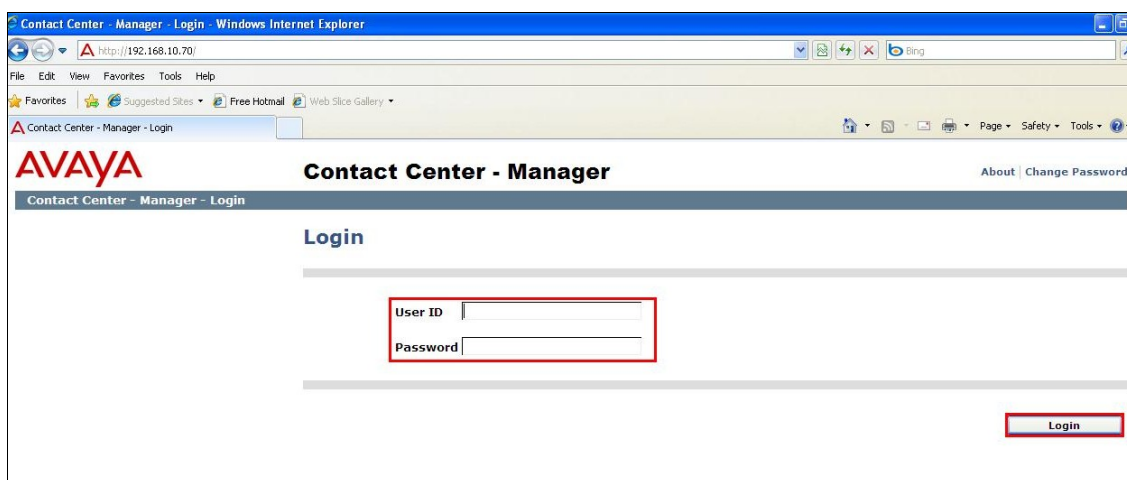 Contact Center - Manager - Login - Windows Internet Explorer
http://192.168.10.70/
Bing
File Edit View Favorites Tools Help
Favorites Suggested Sites Free Hotmail Web Slice Gallery
Contact Center - Manager - Login Page Safety Tools
AVAYA Contact Center - Manager About | Change Password
Contact Center - Manager - Login
Login
User ID
Password
Login